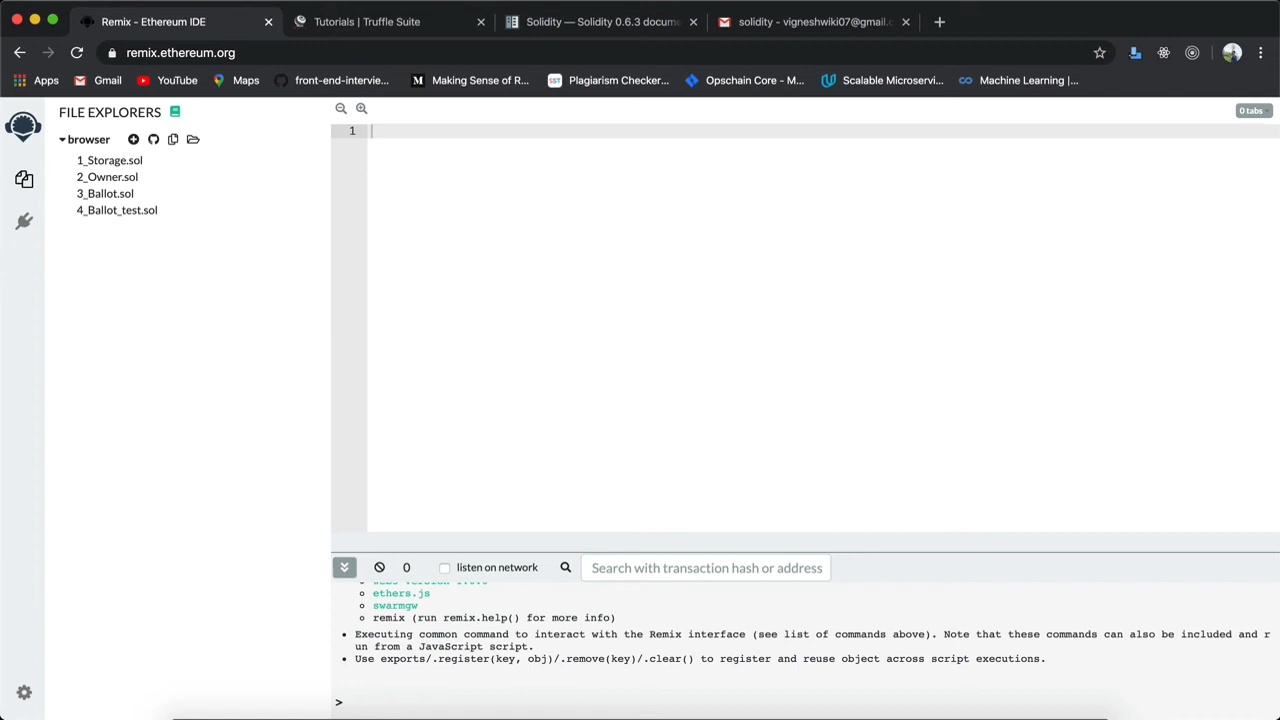 Remix - Ethereum IDE
Tutorials | Truffle Suite
Solidity — Solidity 0.6.3 docum
solidity - vigneshwiki07@gmail.c
remix.ethereum.org
Apps
Gmail
YouTube
Maps
front-end-intervie...
Making Sense of R...
Plagiarism Checker...
Opschain Core - M...
Scalable Microservi...
Machine Learning |...
FILE EXPLORERS
0 tabs
browser
1
1_Storage.sol
2_Owner.sol
3_Ballot.sol
4_Ballot_test.sol
0
listen on network
Search with transaction hash or address
ethers.js
swarmgw
remix (run remix.help() for more info)
Executing common command to interact with the Remix interface (see list of commands above). Note that these commands can also be included and r
un from a JavaScript script.
Use exports/.register(key, obj)/.remove(key)/.clear() to register and reuse object across script executions.
>